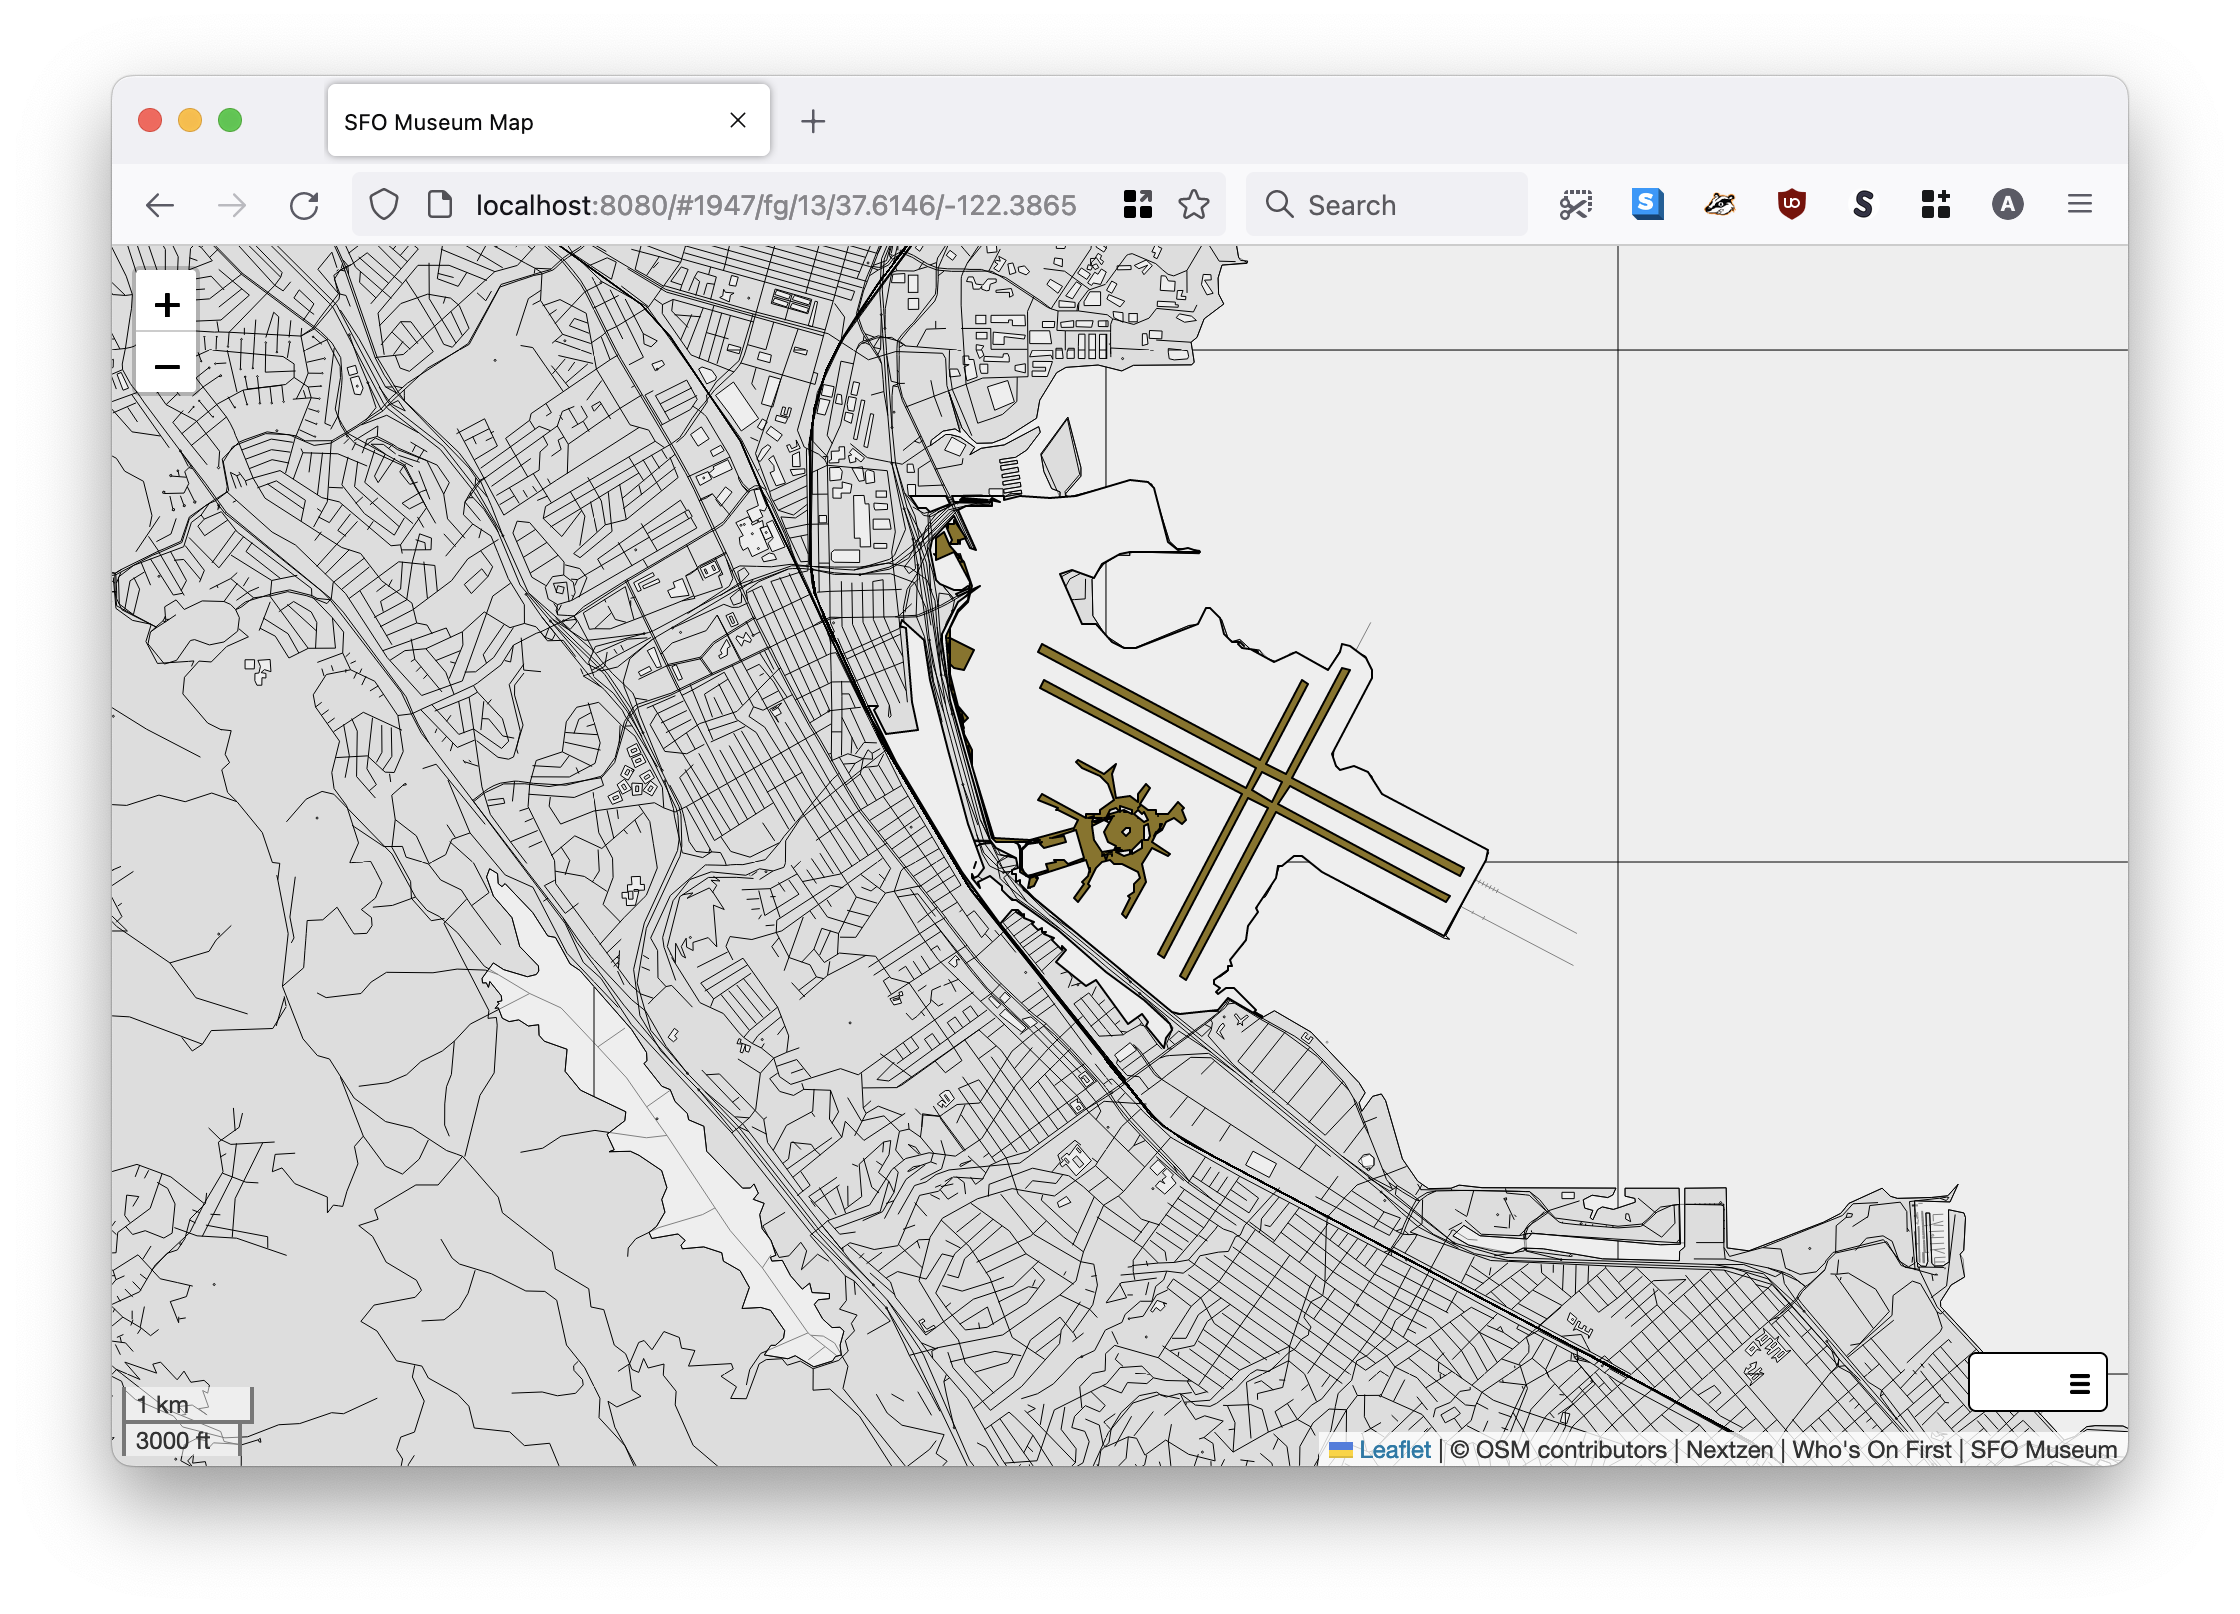 SFO Museum Map
localhost:8080/#1947/fg/13/37.6146/-122.3865
Search
S
UD
S
A
+
−
1 km
3000 ft
Leaflet | © OSM contributors | Nextzen | Who's On First | SFO Museum